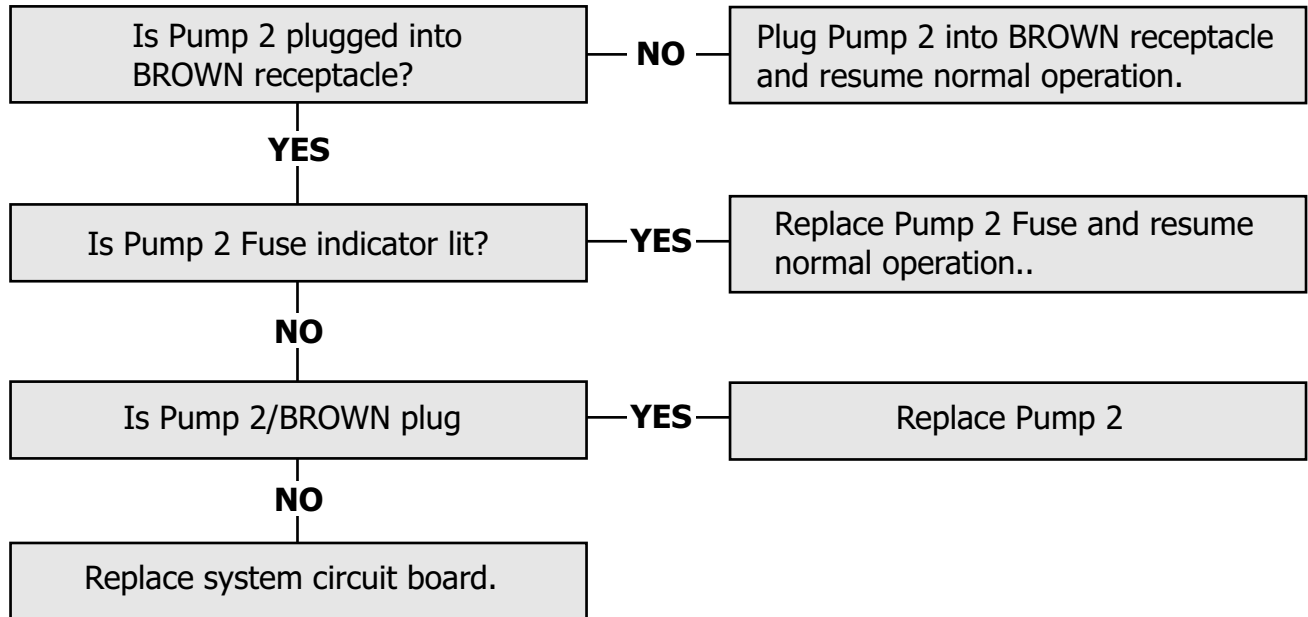 Is Pump 2 plugged into
BROWN receptacle?
NO
Plug Pump 2 into BROWN receptacle
and resume normal operation.
YES
Is Pump 2 Fuse indicator lit?
YES
Replace Pump 2 Fuse and resume
normal operation..
NO
Is Pump 2/BROWN plug
YES
Replace Pump 2
NO
Replace system circuit board.